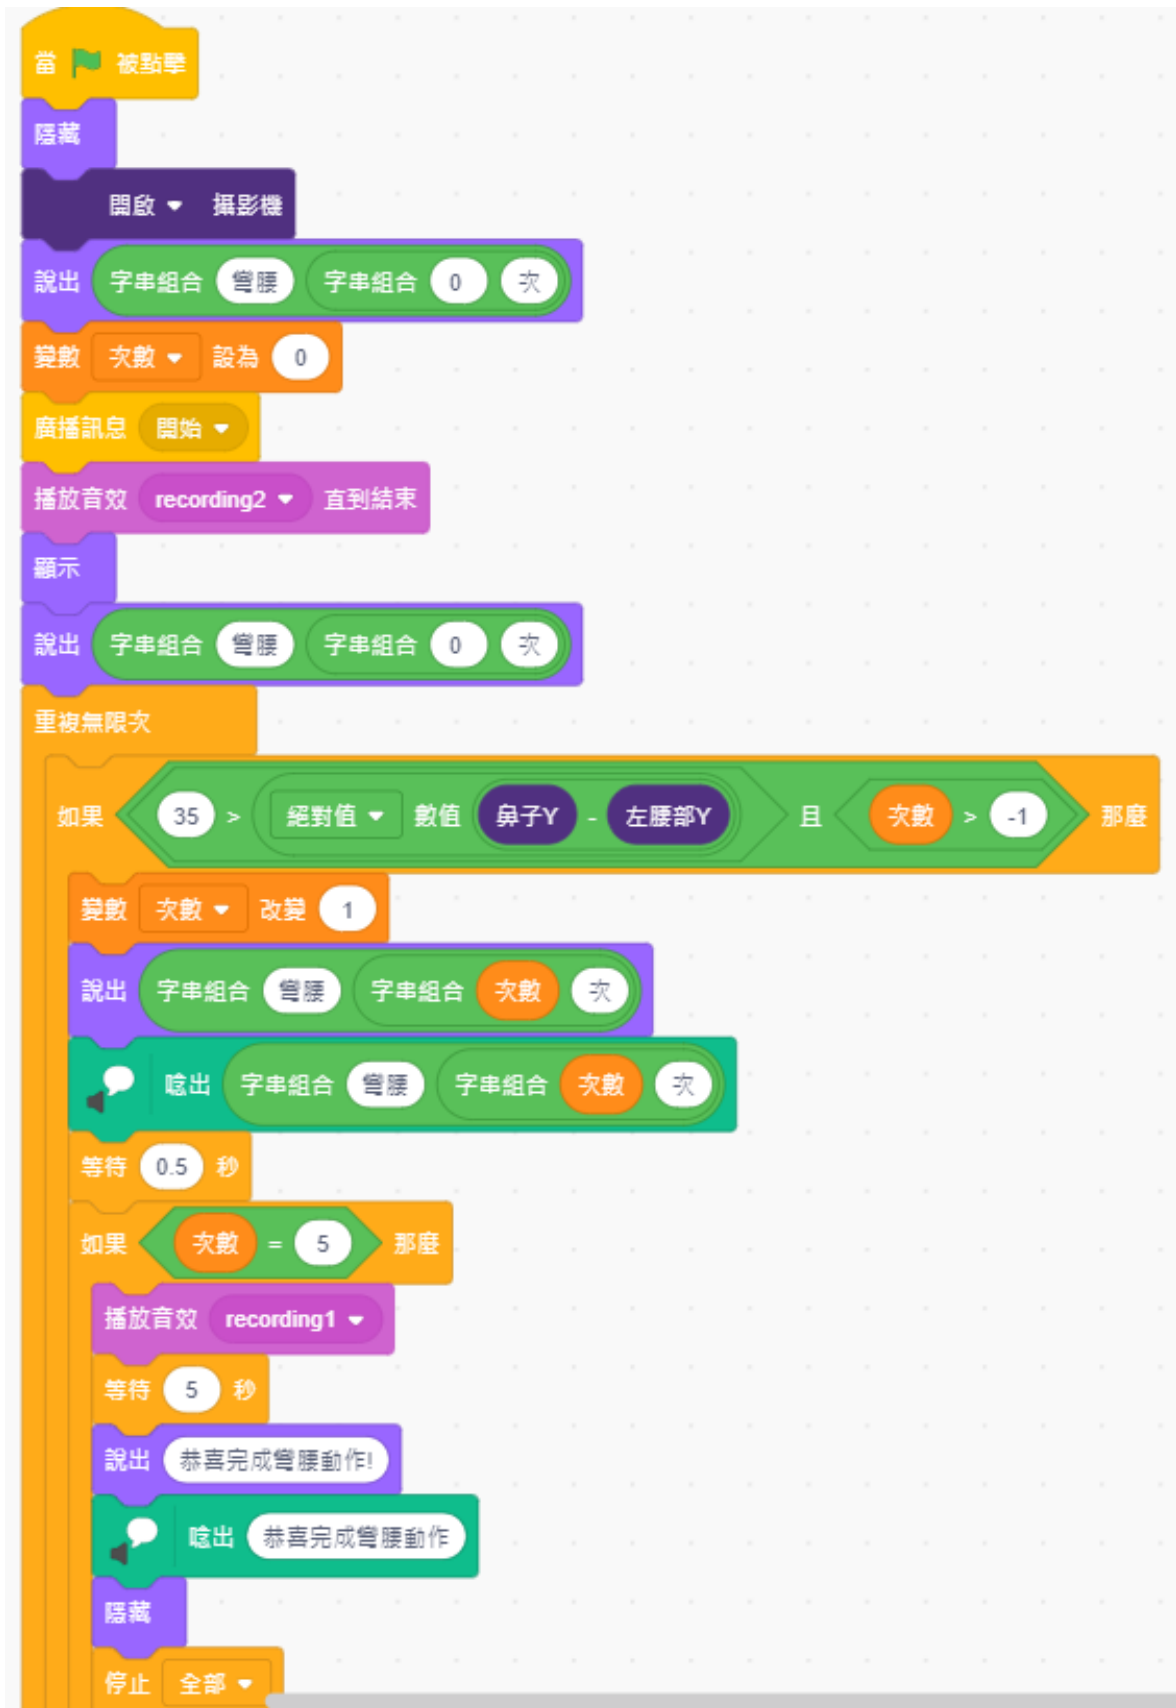 當 被點擊
隱藏
開啟 攝影機
說出 字串組合 彎腰 字串組合 0 次
變數 次數 設為 0
廣播訊息 開始
播放音效 recording2 直到結束
顯示
說出 字串組合 彎腰 字串組合 0 次
重複無限次
如果 35 > 絕對值 數值 鼻子Y - 左腰部Y 且 次數 > -1 那麼
變數 次數 改變 1
說出 字串組合 彎腰 字串組合 次數 次
唸出 字串組合 彎腰 字串組合 次數 次
等待 0.5 秒
如果 次數 = 5 那麼
播放音效 recording1
等待 5 秒
說出 恭喜完成彎腰動作!
唸出 恭喜完成彎腰動作
隱藏
停止 全部